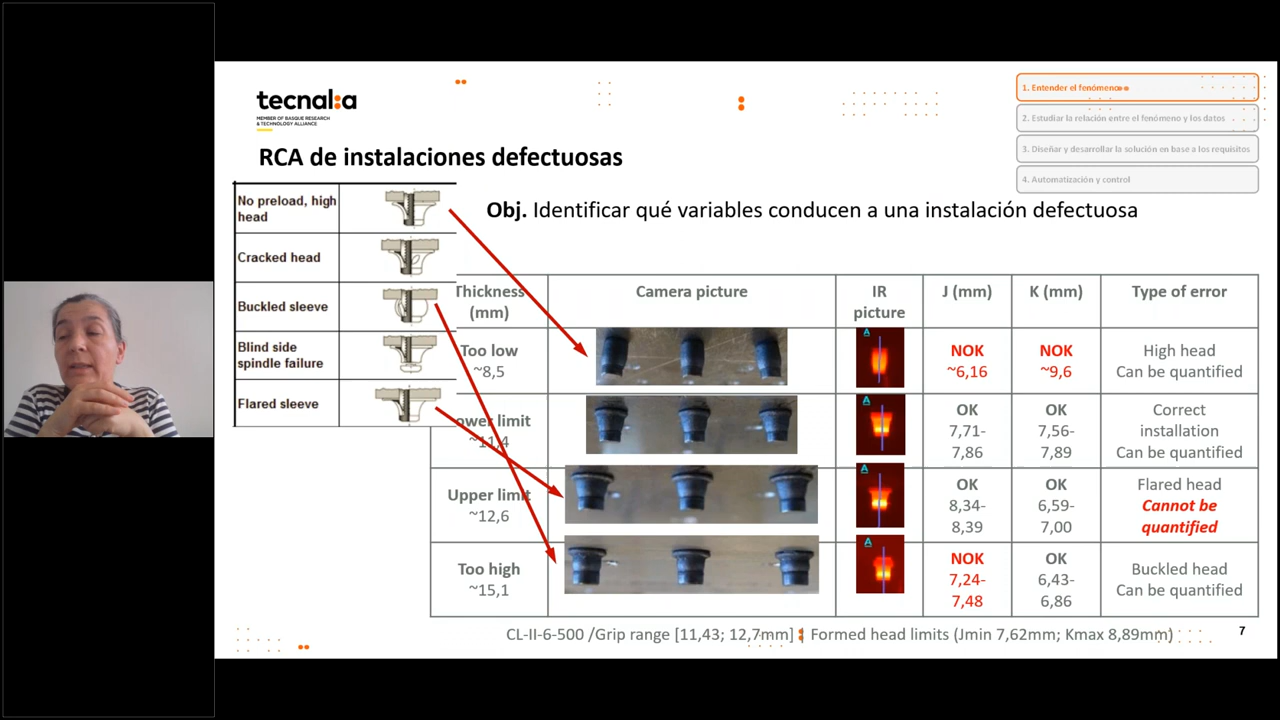 tecnal:a
MEMBER OF BASQUE RESEARCH
& TECHNOLOGY ALLIANCE
1. Entender el fenómeno
2. Estudiar la relación entre el fenómeno y los datos
3. Diseñar y desarrollar la solución en base a los requisitos
4. Automatización y control
RCA de instalaciones defectuosas
Obj. Identificar qué variables conducen a una instalación defectuosa
No preload, high
head
Cracked head
Buckled sleeve
Blind side
spindle failure
Flared sleeve
Thickness
(mm)
Camera picture
IR
picture
J (mm)
K (mm)
Type of error
Too low
~8,5
A
NOK
~6,16
NOK
~9,6
High head
Can be quantified
ower limit
~11,4
A
OK
7,71-
7,86
OK
7,56-
7,89
Correct
installation
Can be quantified
Upper limit
~12,6
A
OK
8,34-
8,39
OK
6,59-
7,00
Flared head
Cannot be
quantified
Too high
~15,1
A
NOK
7,24-
7,48
OK
6,43-
6,86
Buckled head
Can be quantified
CL-II-6-500 /Grip range [11,43; 12,7mm] | Formed head limits (Jmin 7,62mm; Kmax 8,89mm)
7